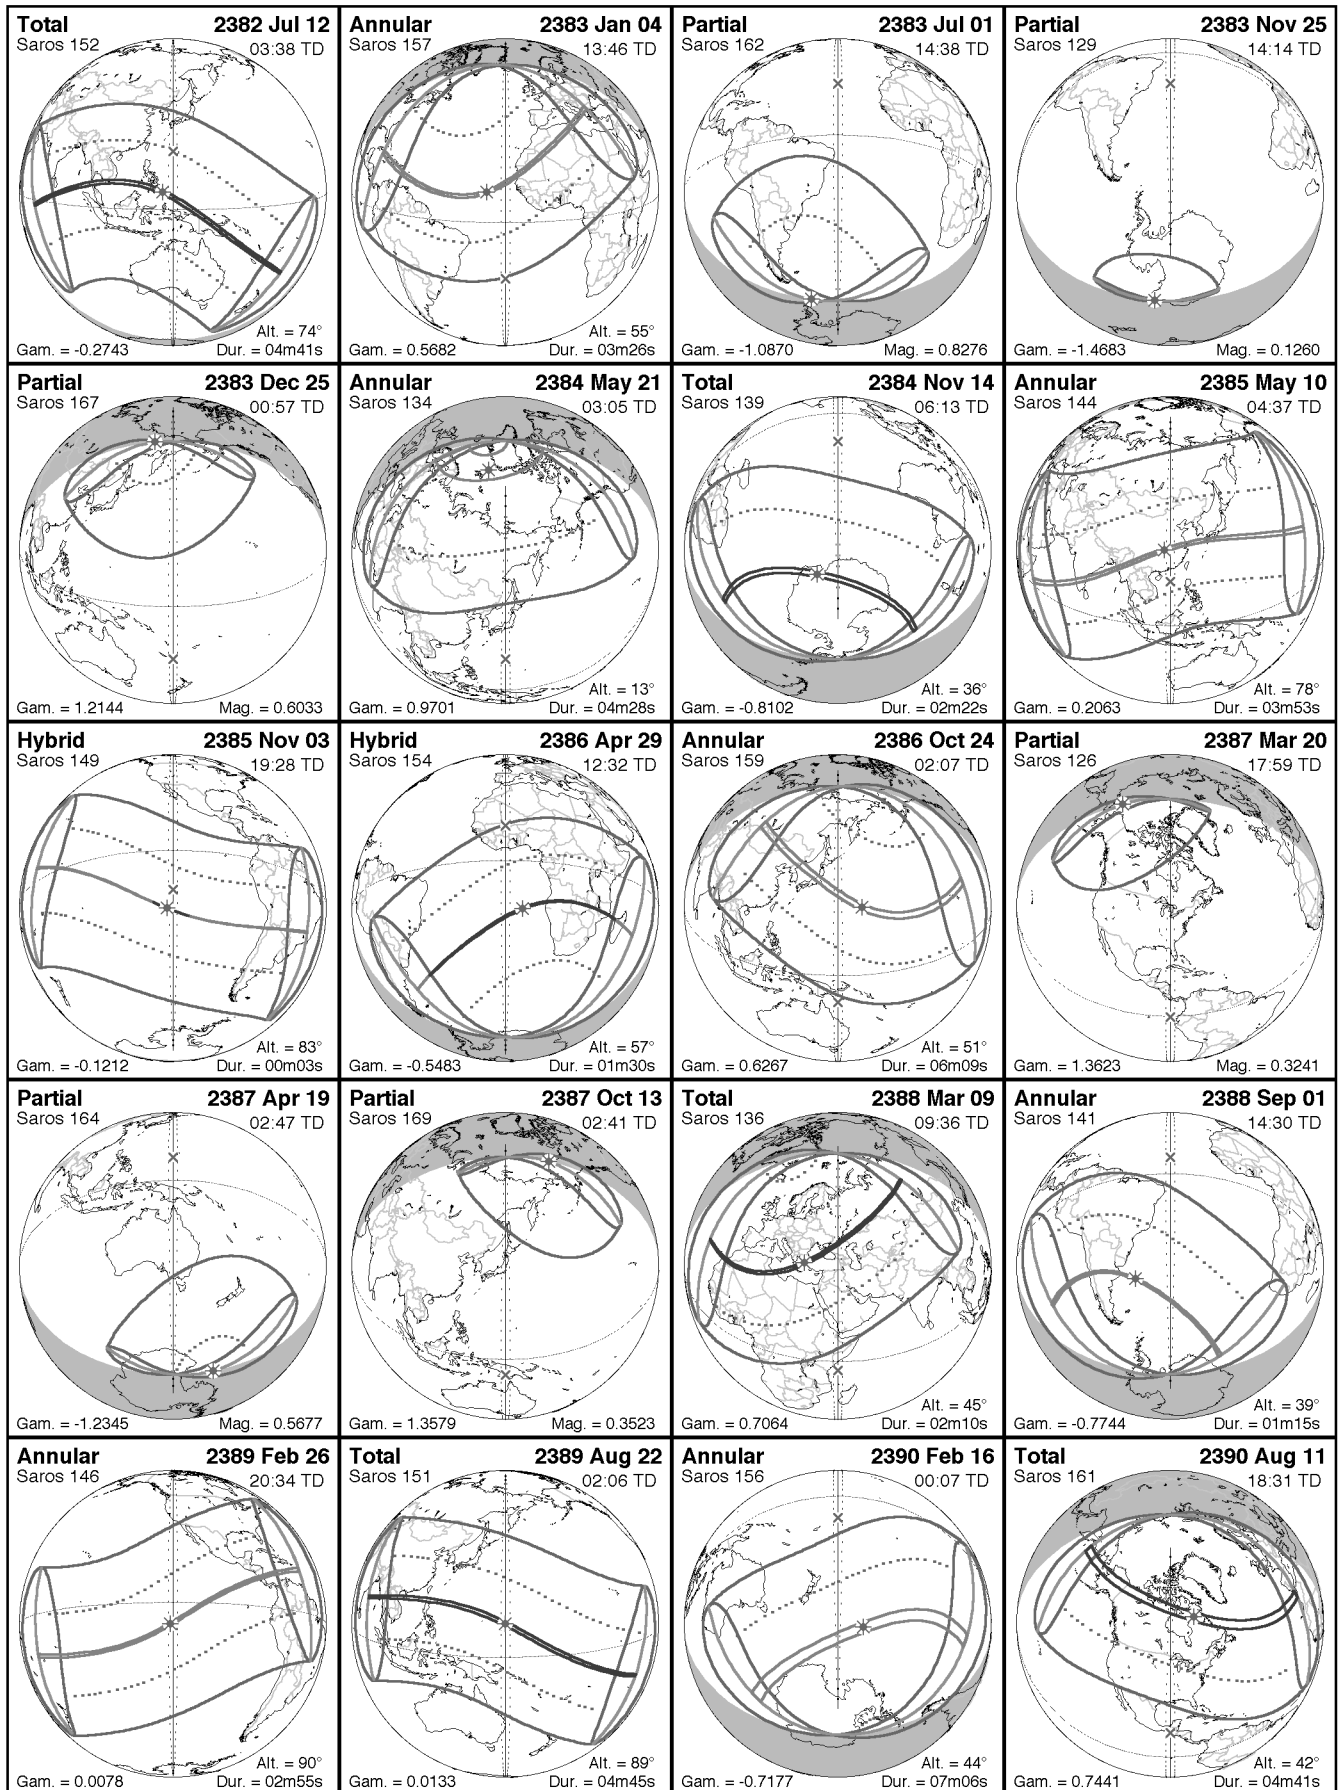 Total 2382 Jul 12
Saros 152 03:38 TD
Alt. = 74°
Gam. = -0.2743 Dur. = 04m41s
Annular 2383 Jan 04
Saros 157 13:46 TD
Alt. = 55°
Gam. = 0.5682 Dur. = 03m26s
Partial 2383 Jul 01
Saros 162 14:38 TD
Gam. = -1.0870 Mag. = 0.8276
Partial 2383 Nov 25
Saros 129 14:14 TD
Gam. = -1.4683 Mag. = 0.1260
Partial 2383 Dec 25
Saros 167 00:57 TD
Gam. = 1.2144 Mag. = 0.6033
Annular 2384 May 21
Saros 134 03:05 TD
Alt. = 13°
Gam. = 0.9701 Dur. = 04m28s
Total 2384 Nov 14
Saros 139 06:13 TD
Alt. = 36°
Gam. = -0.8102 Dur. = 02m22s
Annular 2385 May 10
Saros 144 04:37 TD
Alt. = 78°
Gam. = 0.2063 Dur. = 03m53s
Hybrid 2385 Nov 03
Saros 149 19:28 TD
Alt. = 83°
Gam. = -0.1212 Dur. = 00m03s
Hybrid 2386 Apr 29
Saros 154 12:32 TD
Alt. = 57°
Gam. = -0.5483 Dur. = 01m30s
Annular 2386 Oct 24
Saros 159 02:07 TD
Alt. = 51°
Gam. = 0.6267 Dur. = 06m09s
Partial 2387 Mar 20
Saros 126 17:59 TD
Gam. = 1.3623 Mag. = 0.3241
Partial 2387 Apr 19
Saros 164 02:47 TD
Gam. = -1.2345 Mag. = 0.5677
Partial 2387 Oct 13
Saros 169 02:41 TD
Gam. = 1.3579 Mag. = 0.3523
Total 2388 Mar 09
Saros 136 09:36 TD
Alt. = 45°
Gam. = 0.7064 Dur. = 02m10s
Annular 2388 Sep 01
Saros 141 14:30 TD
Alt. = 39°
Gam. = -0.7744 Dur. = 01m15s
Annular 2389 Feb 26
Saros 146 20:34 TD
Alt. = 90°
Gam. = 0.0078 Dur. = 02m55s
Total 2389 Aug 22
Saros 151 02:06 TD
Alt. = 89°
Gam. = 0.0133 Dur. = 04m45s
Annular 2390 Feb 16
Saros 156 00:07 TD
Alt. = 44°
Gam. = -0.7177 Dur. = 07m06s
Total 2390 Aug 11
Saros 161 18:31 TD
Alt. = 42°
Gam. = 0.7441 Dur. = 04m41s